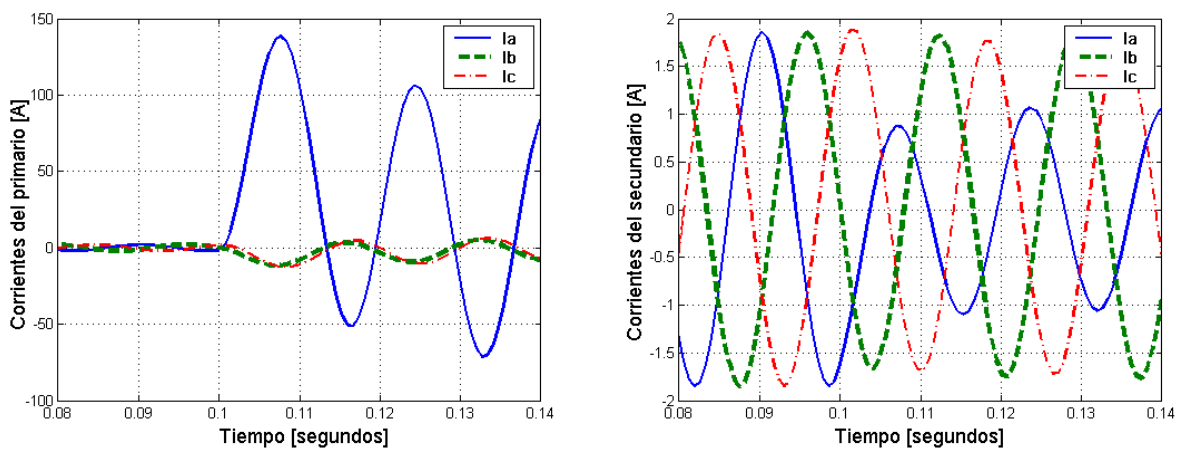 150
100
50
0
-50
-100
0.08
0.09
0.1
0.11
0.12
0.13
0.14
Corrientes del primario [A]
Tiempo [segundos]
Ia
Ib
Ic
2
1.5
1
0.5
0
-0.5
-1
-1.5
-2
0.08
0.09
0.1
0.11
0.12
0.13
0.14
Corrientes del secundario [A]
Tiempo [segundos]
Ia
Ib
Ic